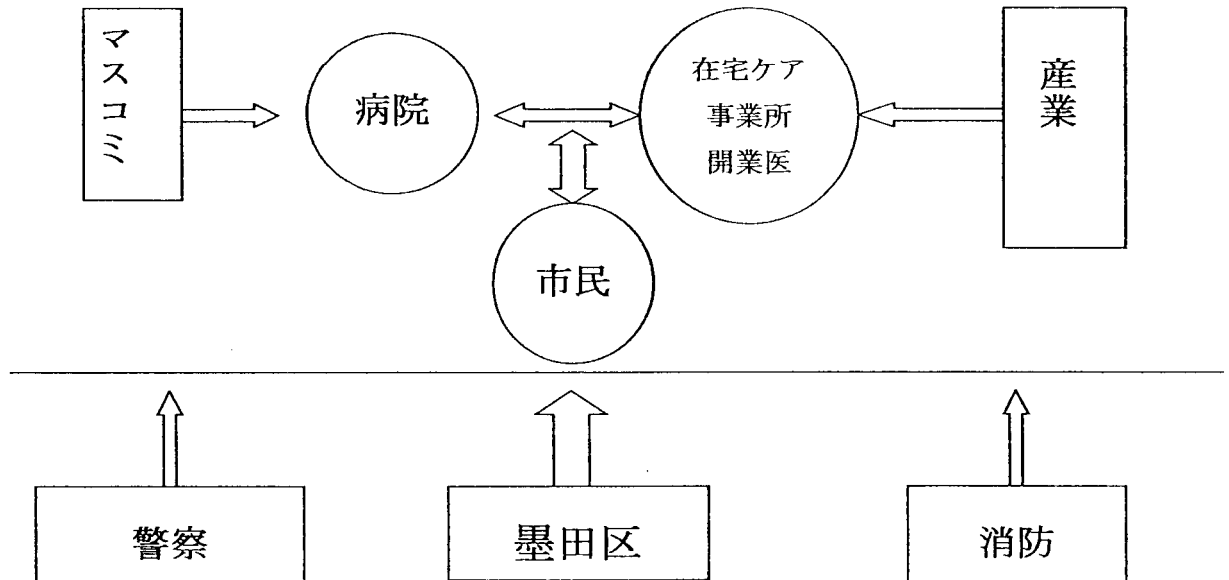 マスコミ
病院
在宅ケア
事業所
開業医
産業
市民
警察
墨田区
消防